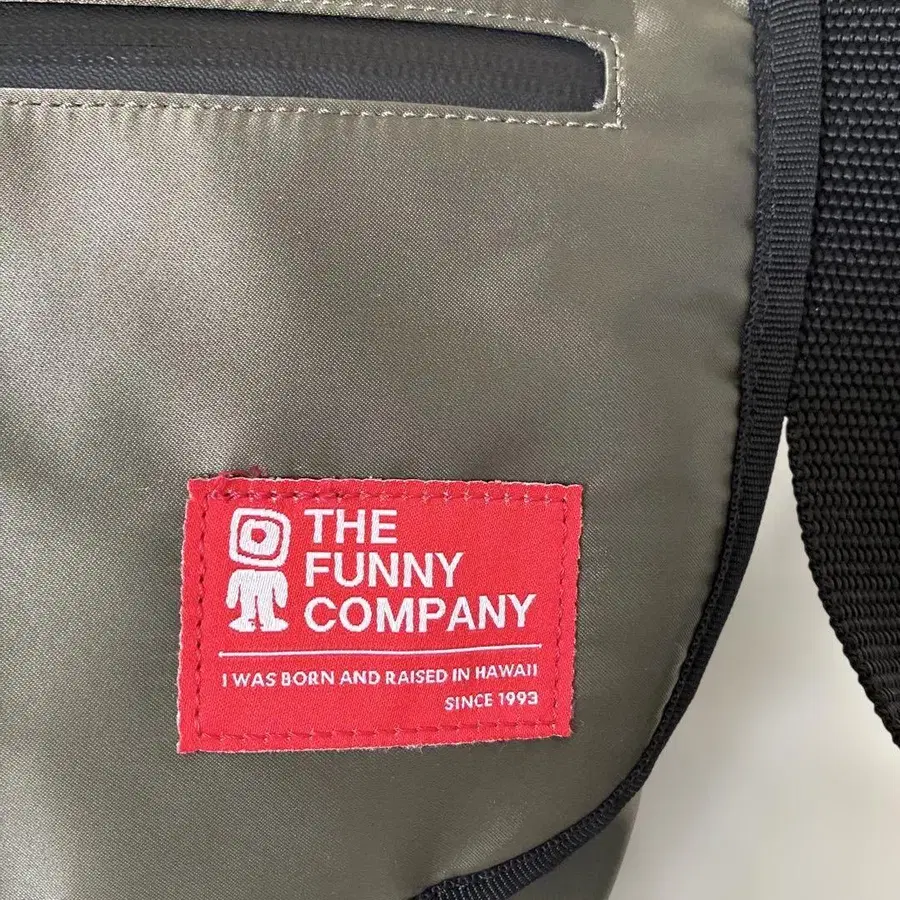 THE
FUNNY
COMPANY
I WAS BORN AND RAISED IN HAWAII
SINCE 1993